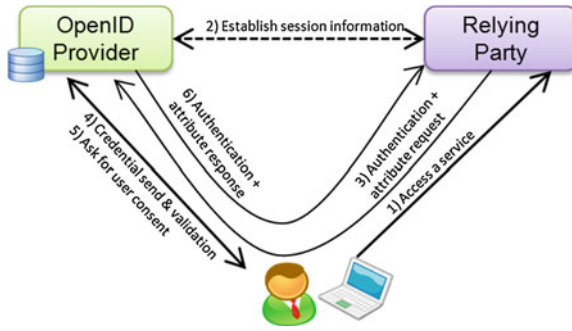 OpenID
Provider
2) Establish session information
Relying
Party
6) Authentication +
attribute response
3) Authentication +
attribute request
4) Credential send & validation
5) Ask for user consent
1) Access a service